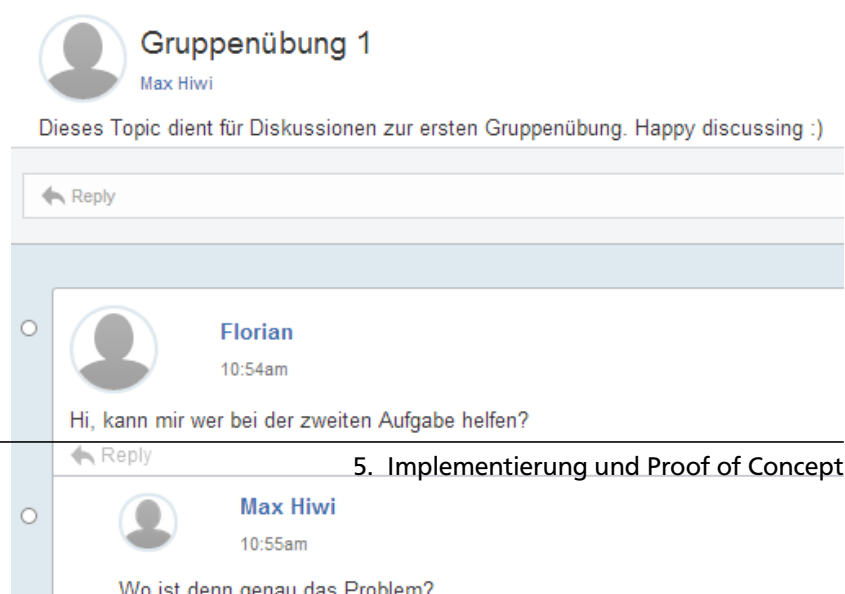 Gruppenübung 1
Max Hiwi
Dieses Topic dient für Diskussionen zur ersten Gruppenübung. Happy discussing :)
Reply
Florian
10:54am
Hi, kann mir wer bei der zweiten Aufgabe helfen?
Reply
5. Implementierung und Proof of Concept
Max Hiwi
10:55am
Wo ist denn genau das Problem?